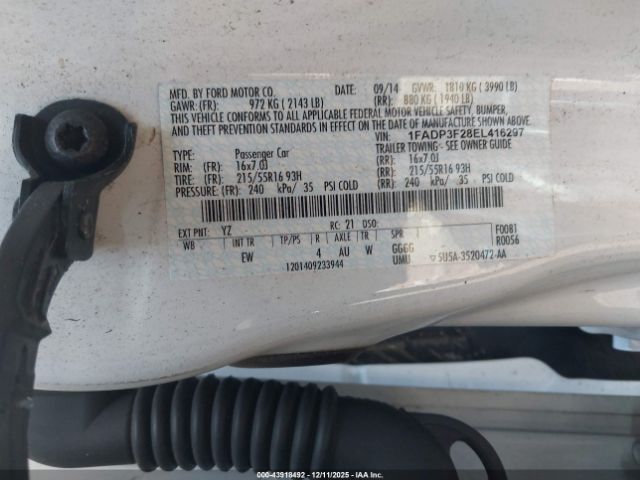 MFD. BY FORD MOTOR CO. DATE: 09/14 GVWR: 1810 KG ( 3990 LB)
GAWR: (FR): 972 KG ( 2143 LB) (RR): 880 KG ( 1940 LB)
THIS VEHICLE CONFORMS TO ALL APPLICABLE FEDERAL MOTOR VEHICLE SAFETY, BUMPER,
AND THEFT PREVENTION STANDARDS IN EFFECT ON THE DATE OF MANUFACTURE SHOWN ABOVE.
VIN: 1FADP3F28EL416297
TYPE: Passenger Car TRAILER TOWING - SEE OWNER GUIDE
RIM: (FR): 16x7.0J (RR): 16x7.0J
TIRE: (FR): 215/55R16 93H (RR): 215/55R16 93H
PRESSURE: (FR): 240 kPa/ 35 PSI COLD (RR): 240 kPa/ 35 PSI COLD
EXT PNT: YZ RC: 21 DSO: F0081
WB INT TR TP/PS R AXLE TR SPR R0056
EW 4 AU W GGGG
UMU
1201409233944 5U5A-3520472-AA
000-43918492 - 12/11/2025 - IAAI.com